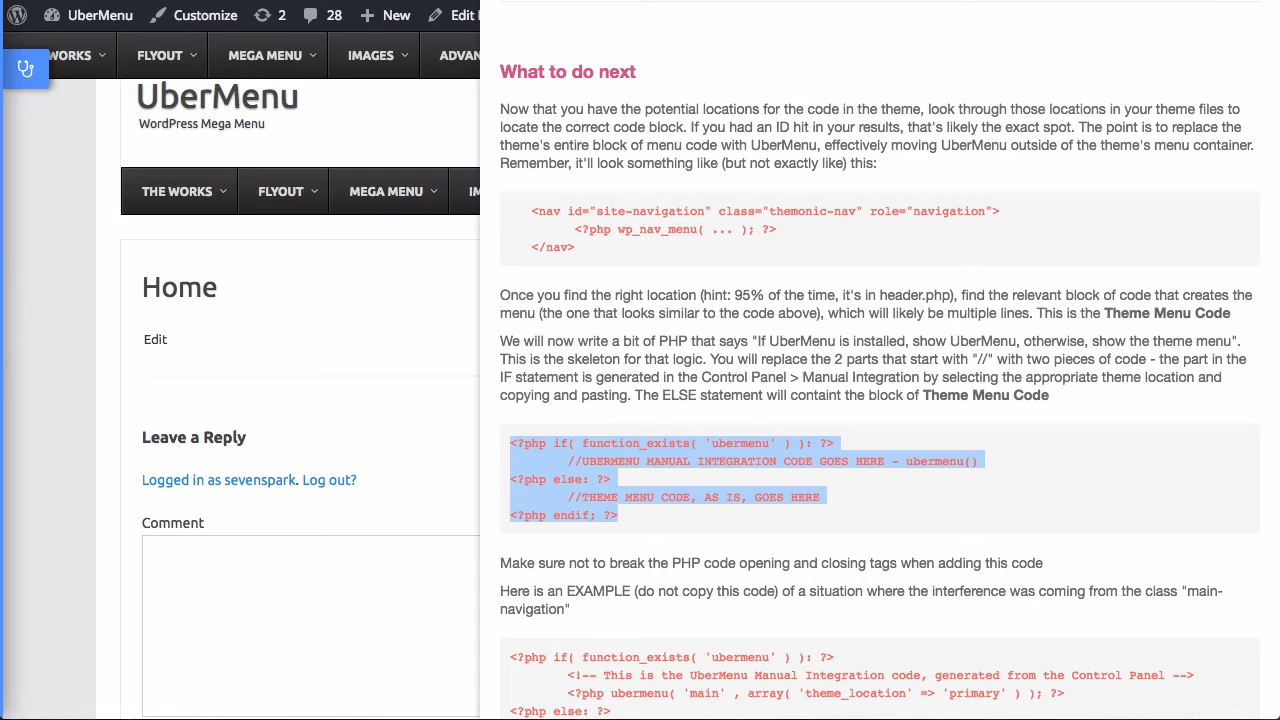 UberMenu Customize 2 28 New Edit
WORKS FLYOUT MEGA MENU IMAGES ADVAN
UberMenu
WordPress Mega Menu
THE WORKS FLYOUT MEGA MENU IM
Home
Edit
Leave a Reply
Logged in as sevenspark. Log out?
Comment
What to do next
Now that you have the potential locations for the code in the theme, look through those locations in your theme files to
locate the correct code block. If you had an ID hit in your results, that's likely the exact spot. The point is to replace the
theme's entire block of menu code with UberMenu, effectively moving UberMenu outside of the theme's menu container.
Remember, it'll look something like (but not exactly like) this:
<nav id="site-navigation" class="themonic-nav" role="navigation">
<?php wp_nav_menu( ... ); ?>
</nav>
Once you find the right location (hint: 95% of the time, it's in header.php), find the relevant block of code that creates the
menu (the one that looks similar to the code above), which will likely be multiple lines. This is the Theme Menu Code
We will now write a bit of PHP that says "If UberMenu is installed, show UberMenu, otherwise, show the theme menu".
This is the skeleton for that logic. You will replace the 2 parts that start with "//" with two pieces of code - the part in the
IF statement is generated in the Control Panel > Manual Integration by selecting the appropriate theme location and
copying and pasting. The ELSE statement will containt the block of Theme Menu Code
<?php if( function_exists( 'ubermenu' ) ): ?>
//UBERMENU MANUAL INTEGRATION CODE GOES HERE - ubermenu()
<?php else: ?>
//THEME MENU CODE, AS IS, GOES HERE
<?php endif; ?>
Make sure not to break the PHP code opening and closing tags when adding this code
Here is an EXAMPLE (do not copy this code) of a situation where the interference was coming from the class "main-
navigation"
<?php if( function_exists( 'ubermenu' ) ): ?>
<!-- This is the UberMenu Manual Integration code, generated from the Control Panel -->
<?php ubermenu( 'main' , array( 'theme_location' => 'primary' ) ); ?>
<?php else: ?>